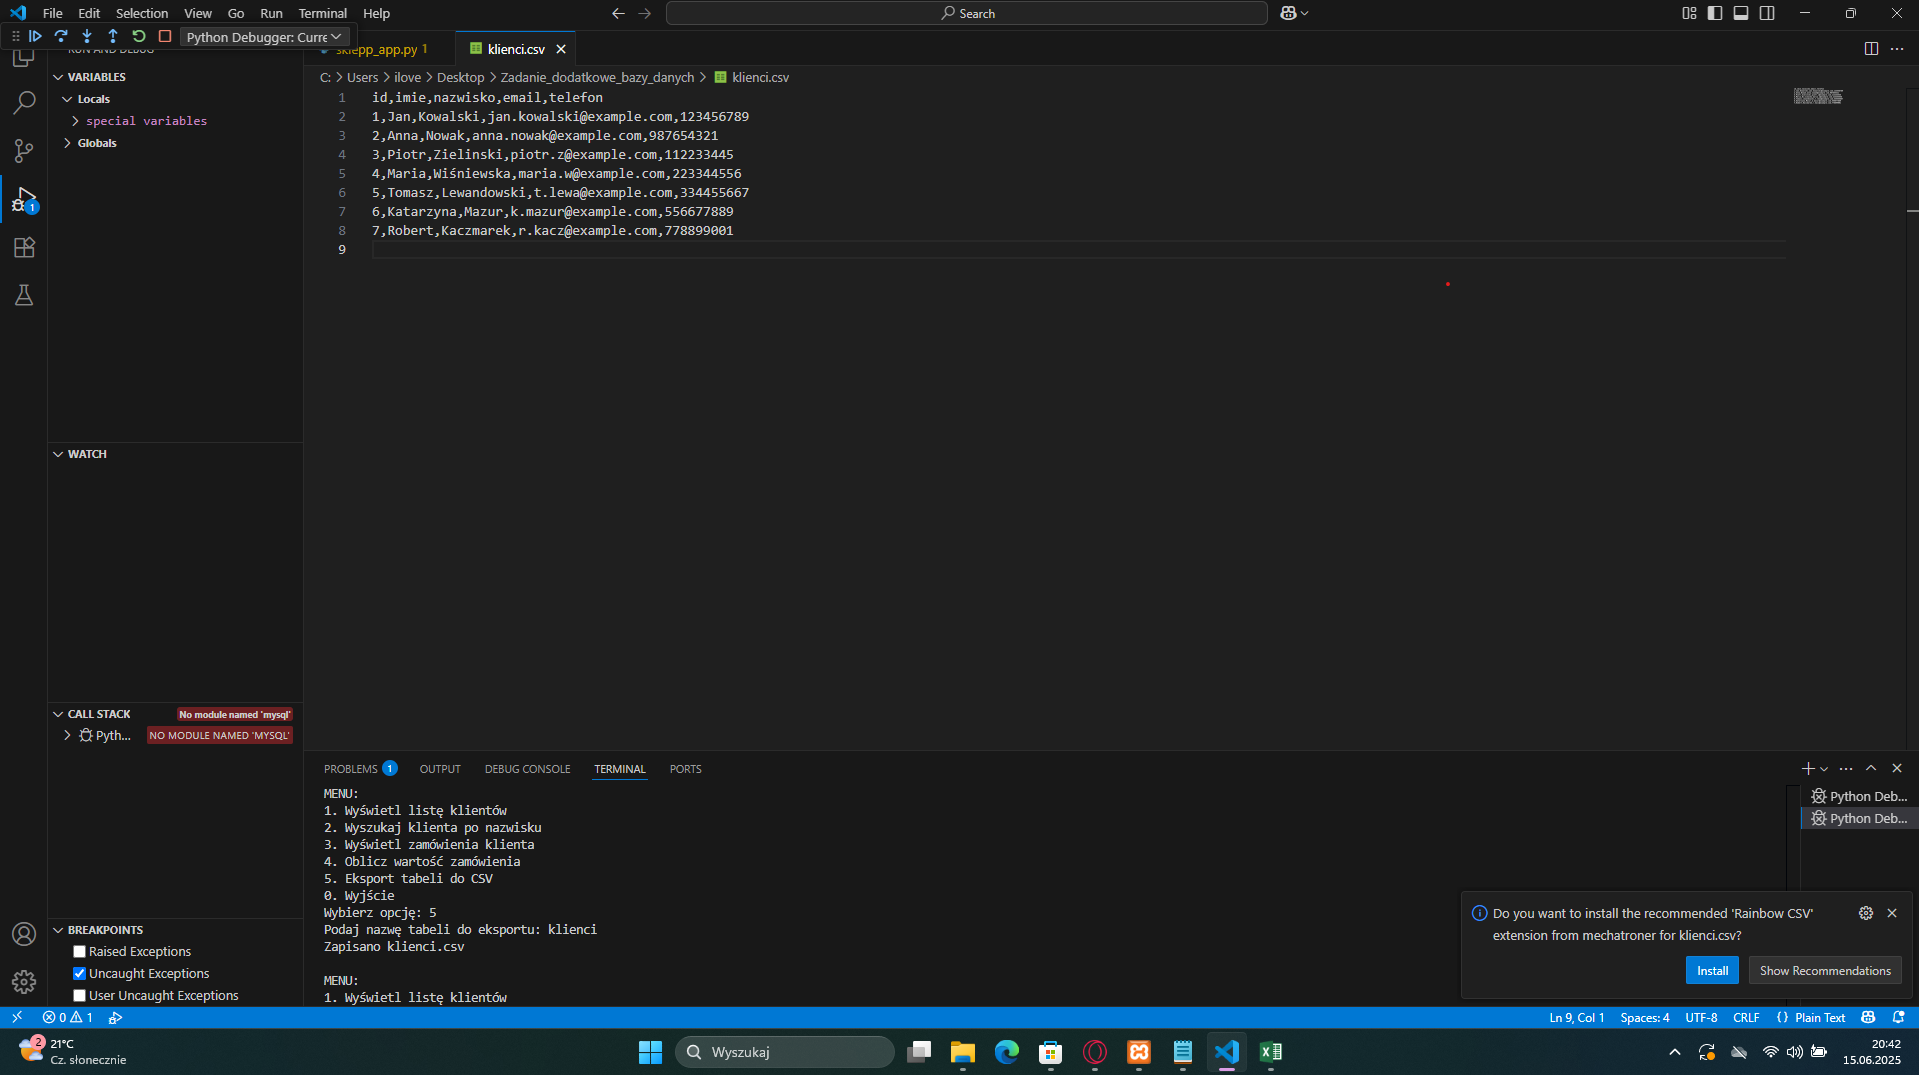 File Edit Selection View Go Run Terminal Help
Search
Python Debugger: Curre
sklepp_app.py 1
klienci.csv
VARIABLES
Locals
special variables
Globals
WATCH
CALL STACK
No module named 'mysql'
Pyth...
NO MODULE NAMED 'MYSQL'
BREAKPOINTS
Raised Exceptions
Uncaught Exceptions
User Uncaught Exceptions
C: > Users > ilove > Desktop > Zadanie_dodatkowe_bazy_danych > klienci.csv
1 id,imie,nazwisko,email,telefon
2 1,Jan,Kowalski,jan.kowalski@example.com,123456789
3 2,Anna,Nowak,anna.nowak@example.com,987654321
4 3,Piotr,Zielinski,piotr.z@example.com,112233445
5 4,Maria,Wiśniewska,maria.w@example.com,223344556
6 5,Tomasz,Lewandowski,t.lewa@example.com,334455667
7 6,Katarzyna,Mazur,k.mazur@example.com,556677889
8 7,Robert,Kaczmarek,r.kacz@example.com,778899001
9
PROBLEMS 1 OUTPUT DEBUG CONSOLE TERMINAL PORTS
MENU:
1. Wyświetl listę klientów
2. Wyszukaj klienta po nazwisku
3. Wyświetl zamówienia klienta
4. Oblicz wartość zamówienia
5. Eksport tabeli do CSV
0. Wyjście
Wybierz opcję: 5
Podaj nazwę tabeli do eksportu: klienci
Zapisano klienci.csv
MENU:
1. Wyświetl listę klientów
Python Deb...
Python Deb...
Do you want to install the recommended 'Rainbow CSV'
extension from mechatroner for klienci.csv?
Install
Show Recommendations
0 1
Ln 9, Col 1 Spaces: 4 UTF-8 CRLF {} Plain Text
2
21°C
Cz. słonecznie
Wyszukaj
20:42
15.06.2025